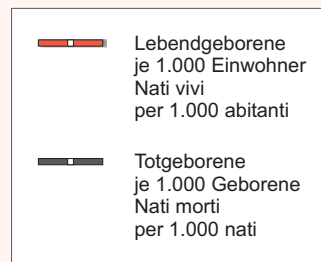 Lebendgeborene
je 1.000 Einwohner
Nati vivi
per 1.000 abitanti
Totgeborene
je 1.000 Geborene
Nati morti
per 1.000 nati